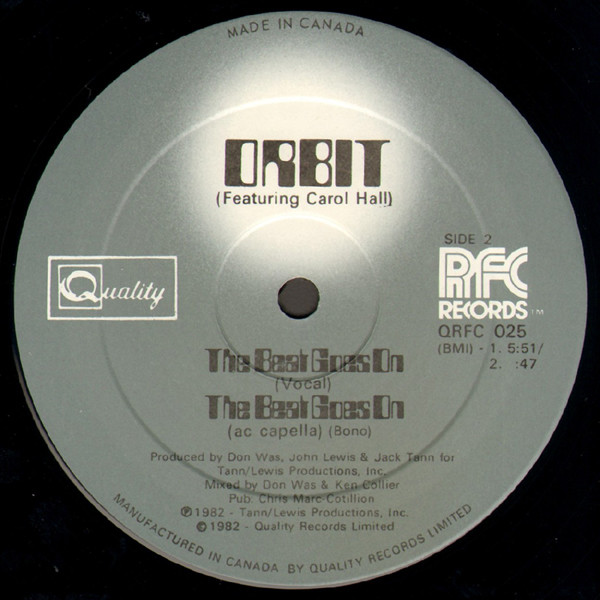 MADE IN CANADA
ORBIT
(Featuring Carol Hall)
Quality
SIDE 2
RFC
RECORDS TM
QRFC 025
(BMI) - 1. 5:51/
2. :47
The Beat Goes On
(Vocal)
The Beat Goes On
(ac capella) (Bono)
Produced by Don Was, John Lewis & Jack Tann for
Tann/Lewis Productions, Inc.
Mixed by Don Was & Ken Collier
Pub. Chris Marc-Cotillion
℗1982 - Tann/Lewis Productions, Inc.
©1982 - Quality Records Limited
MANUFACTURED IN CANADA BY QUALITY RECORDS LIMITED